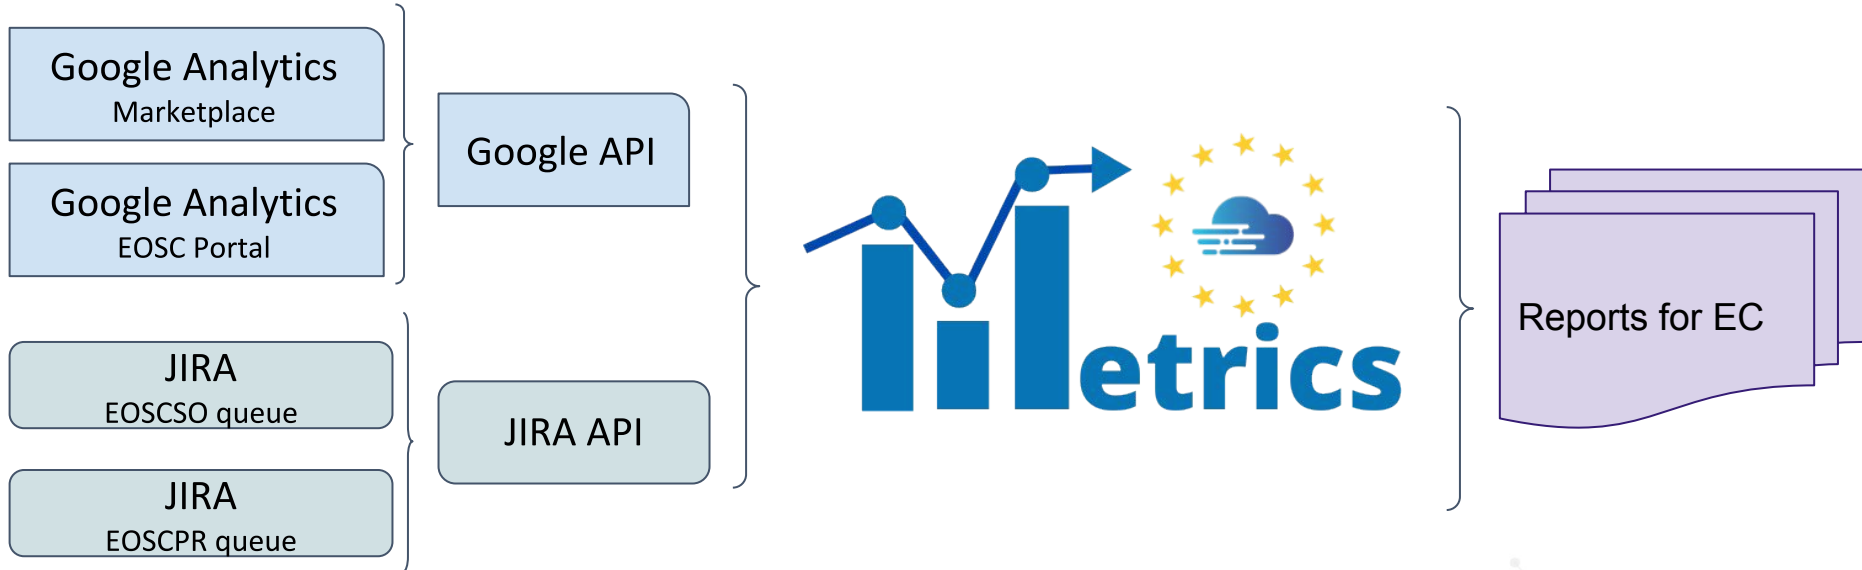 Google Analytics
Marketplace
Google Analytics
EOSC Portal
JIRA
EOSCSO queue
JIRA
EOSCPR queue
Google API
JIRA API
Metrics
Reports for EC